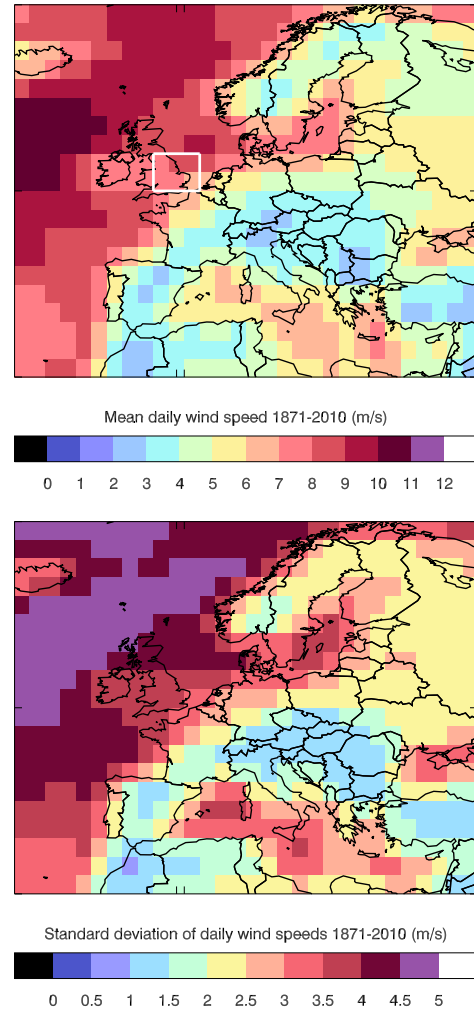 Mean daily wind speed 1871-2010 (m/s)
0 1 2 3 4 5 6 7 8 9 10 11 12
Standard deviation of daily wind speeds 1871-2010 (m/s)
0 0.5 1 1.5 2 2.5 3 3.5 4 4.5 5